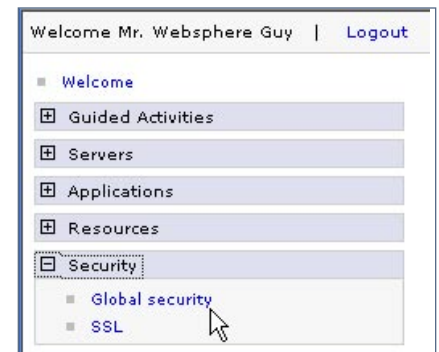 Welcome Mr. Websphere Guy | Logout
Welcome
Guided Activities
Servers
Applications
Resources
Security
Global security
SSL